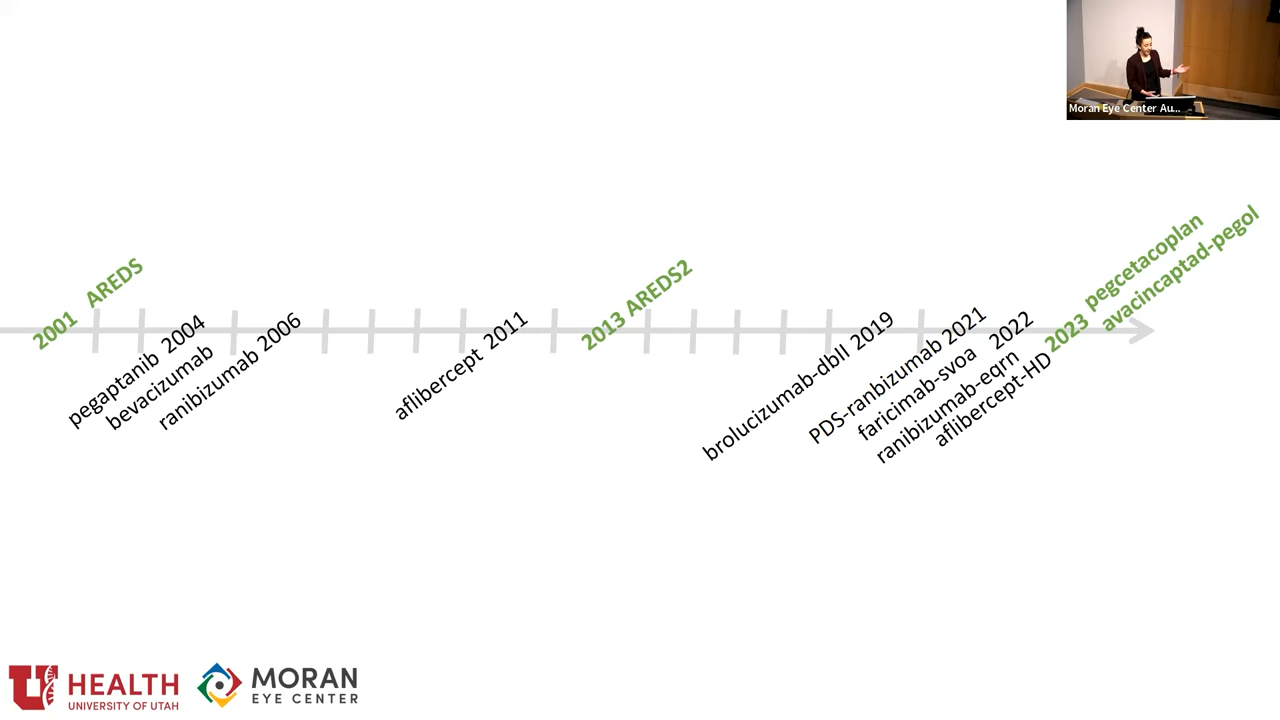 Moran Eye Center Au...
2001 AREDS
pegaptanib 2004
bevacizumab
ranibizumab 2006
aflibercept 2011
2013 AREDS2
brolucizumab-dbll 2019
PDS-ranbizumab 2021
faricimab-svoa 2022
ranibizumab-eqrn
aflibercept-HD
2023 pegcetacoplan
avacincaptad-pegol
U HEALTH
UNIVERSITY OF UTAH
MORAN
EYE CENTER